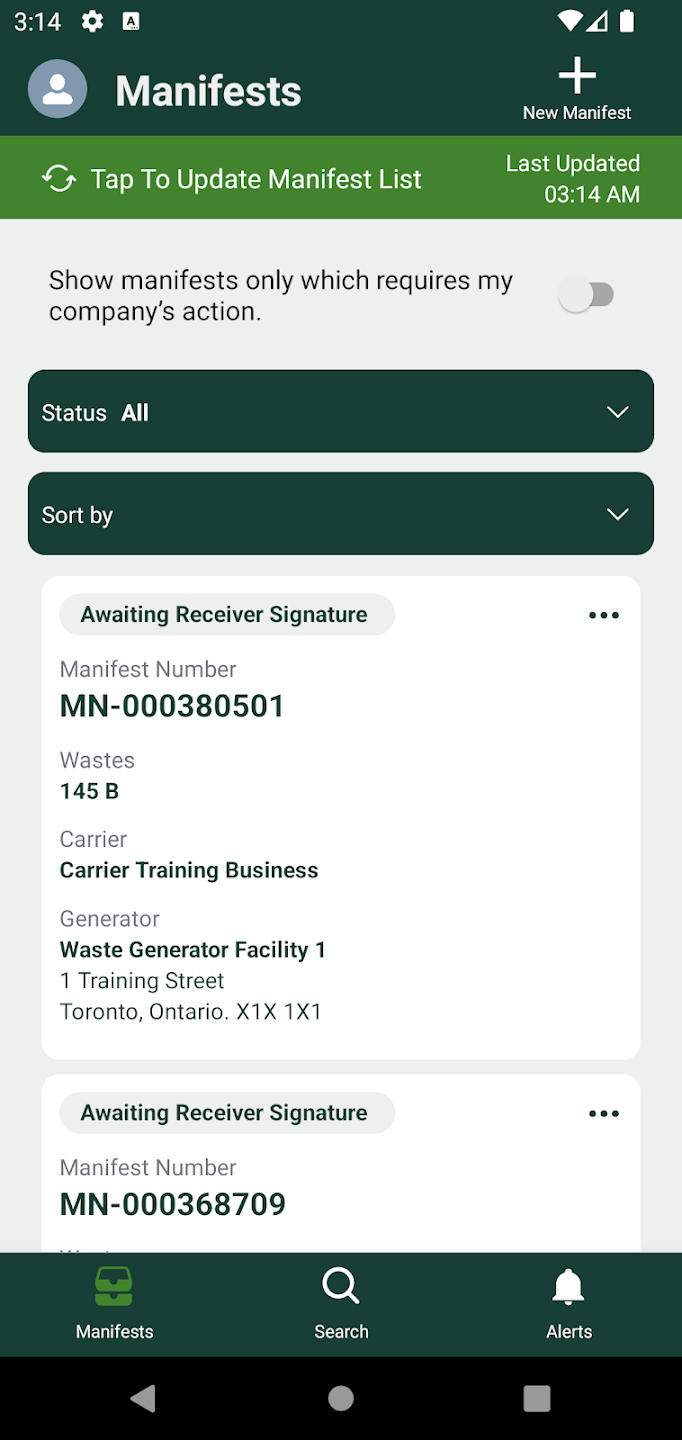 3:14
A
Manifests
New Manifest
Tap To Update Manifest List
Last Updated
03:14 AM
Show manifests only which requires my
company's action.
Status All
Sort by
Awaiting Receiver Signature
Manifest Number
MN-000380501
Wastes
145 B
Carrier
Carrier Training Business
Generator
Waste Generator Facility 1
1 Training Street
Toronto, Ontario. X1X 1X1
Awaiting Receiver Signature
Manifest Number
MN-000368709
Manifests
Search
Alerts